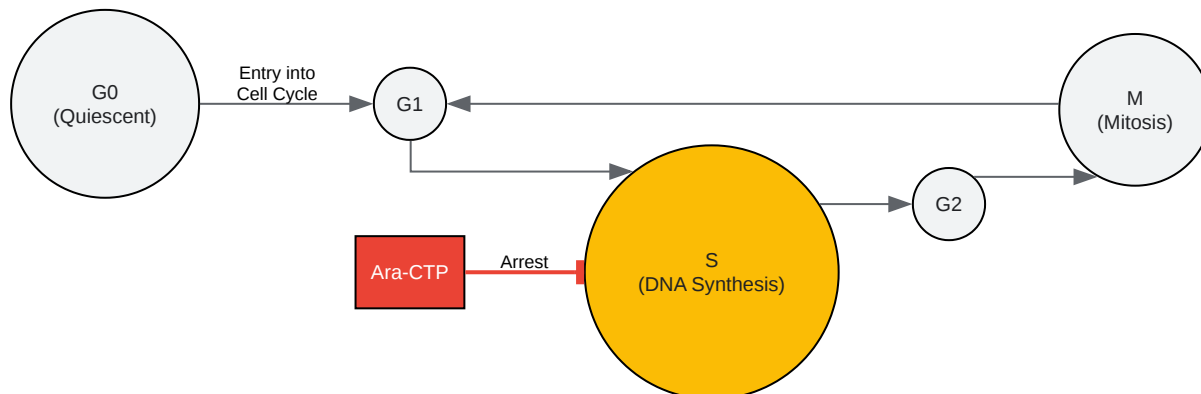 G0
(Quiescent)
Entry into
Cell Cycle
G1
M
(Mitosis)
G2
Ara-CTP
Arrest
S
(DNA Synthesis)